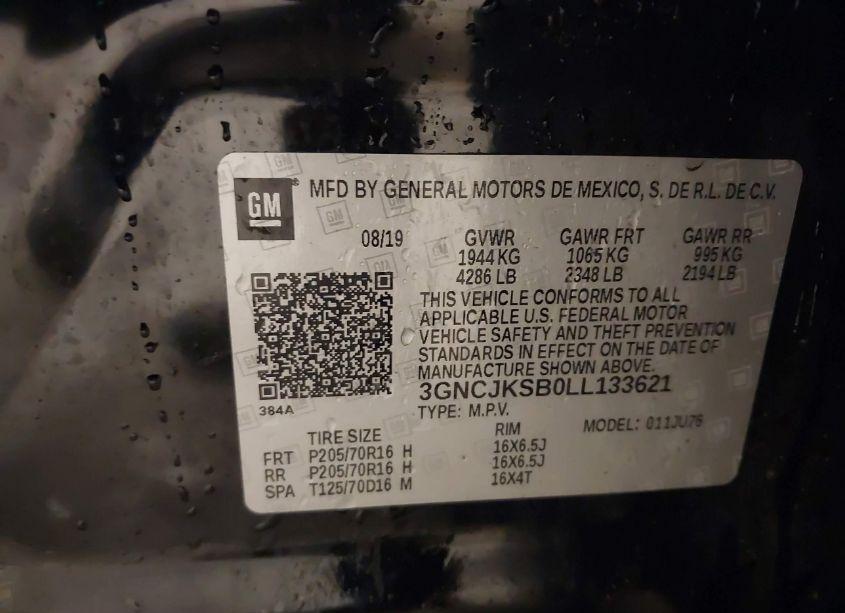 GM® MFD BY GENERAL MOTORS DE MEXICO, S. DE R.L. DE C.V.
08/19 GVWR GAWR FRT GAWR RR
1944 KG 1065 KG 995 KG
4286 LB 2348 LB 2194 LB
THIS VEHICLE CONFORMS TO ALL
APPLICABLE U.S. FEDERAL MOTOR
VEHICLE SAFETY AND THEFT PREVENTION
STANDARDS IN EFFECT ON THE DATE OF
MANUFACTURE SHOWN ABOVE.
3GNCJKSB0LL133621
384A
TYPE: M.P.V. MODEL: 011JU76
TIRE SIZE RIM
FRT P205/70R16 H 16X6.5J
RR P205/70R16 H 16X6.5J
SPA T125/70D16 M 16X4T